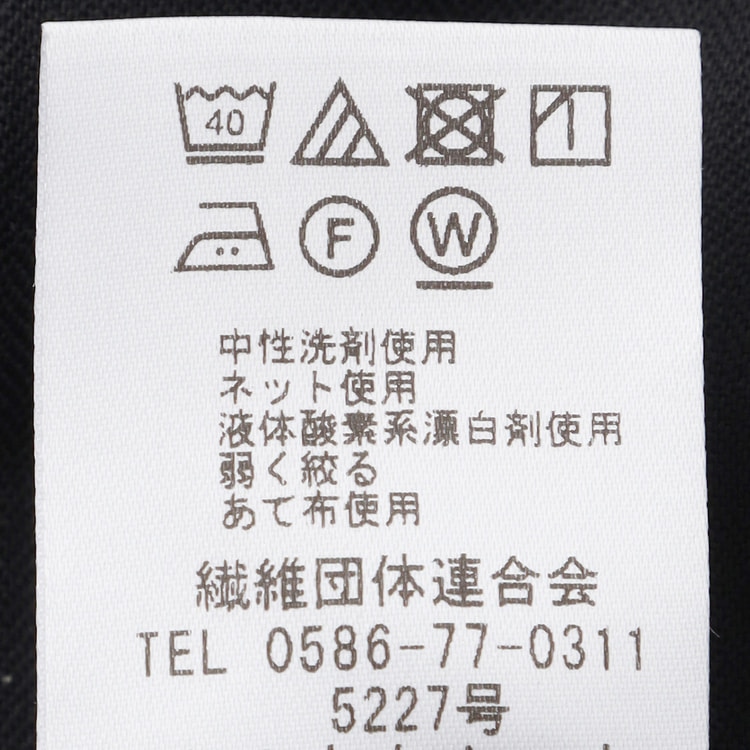 40
F W
中性洗剤使用
ネット使用
液体酸素系漂白剤使用
弱く絞る
あて布使用
繊維団体連合会
TEL 0586-77-0311
5227号